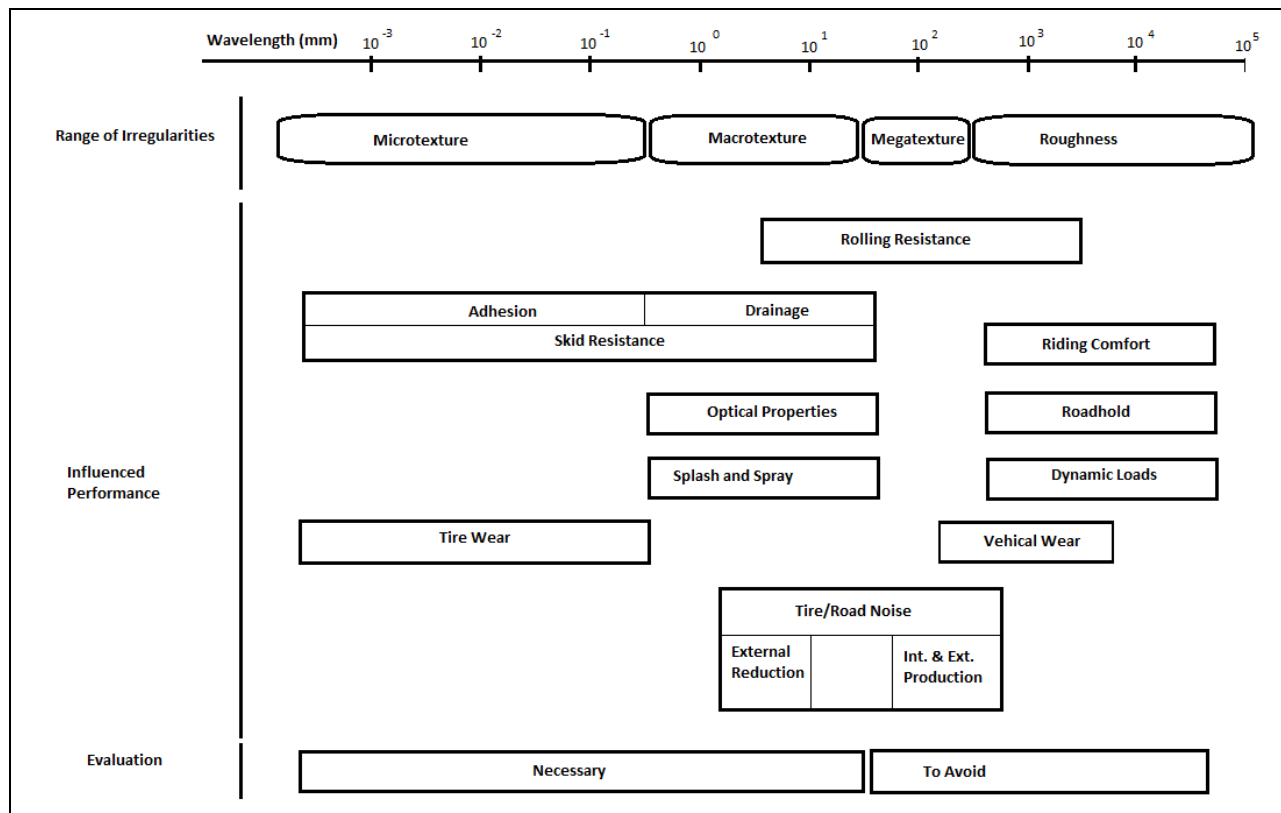 Wavelength (mm) 10^-3 10^-2 10^-1 10^0 10^1 10^2 10^3 10^4 10^5
Range of Irregularities
Microtexture
Macrotexture
Megatexture
Roughness
Influenced
Performance
Rolling Resistance
Adhesion
Drainage
Skid Resistance
Riding Comfort
Optical Properties
Roadhold
Splash and Spray
Dynamic Loads
Tire Wear
Vehical Wear
Tire/Road Noise
External
Reduction
Int. & Ext.
Production
Evaluation
Necessary
To Avoid